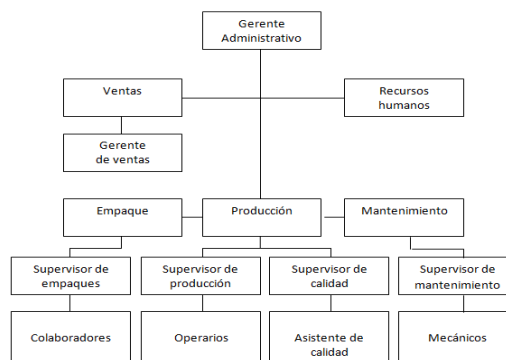 Gerente
Administrativo
Ventas
Recursos
humanos
Gerente
de ventas
Empaque
Producción
Mantenimiento
Supervisor de
empaques
Supervisor de
producción
Supervisor de
calidad
Supervisor de
mantenimiento
Colaboradores
Operarios
Asistente de
calidad
Mecánicos